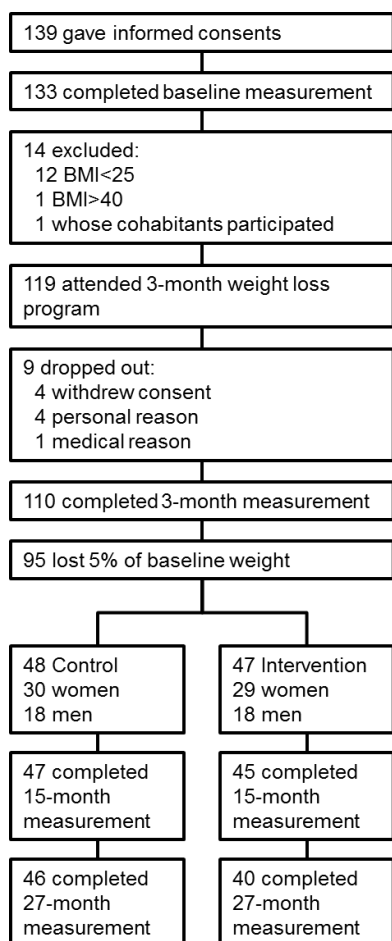 139 gave informed consents
133 completed baseline measurement
14 excluded:
12 BMI<25
1 BMI>40
1 whose cohabitants participated
119 attended 3-month weight loss
program
9 dropped out:
4 withdrew consent
4 personal reason
1 medical reason
110 completed 3-month measurement
95 lost 5% of baseline weight
48 Control
30 women
18 men
47 Intervention
29 women
18 men
47 completed
15-month
measurement
45 completed
15-month
measurement
46 completed
27-month
measurement
40 completed
27-month
measurement